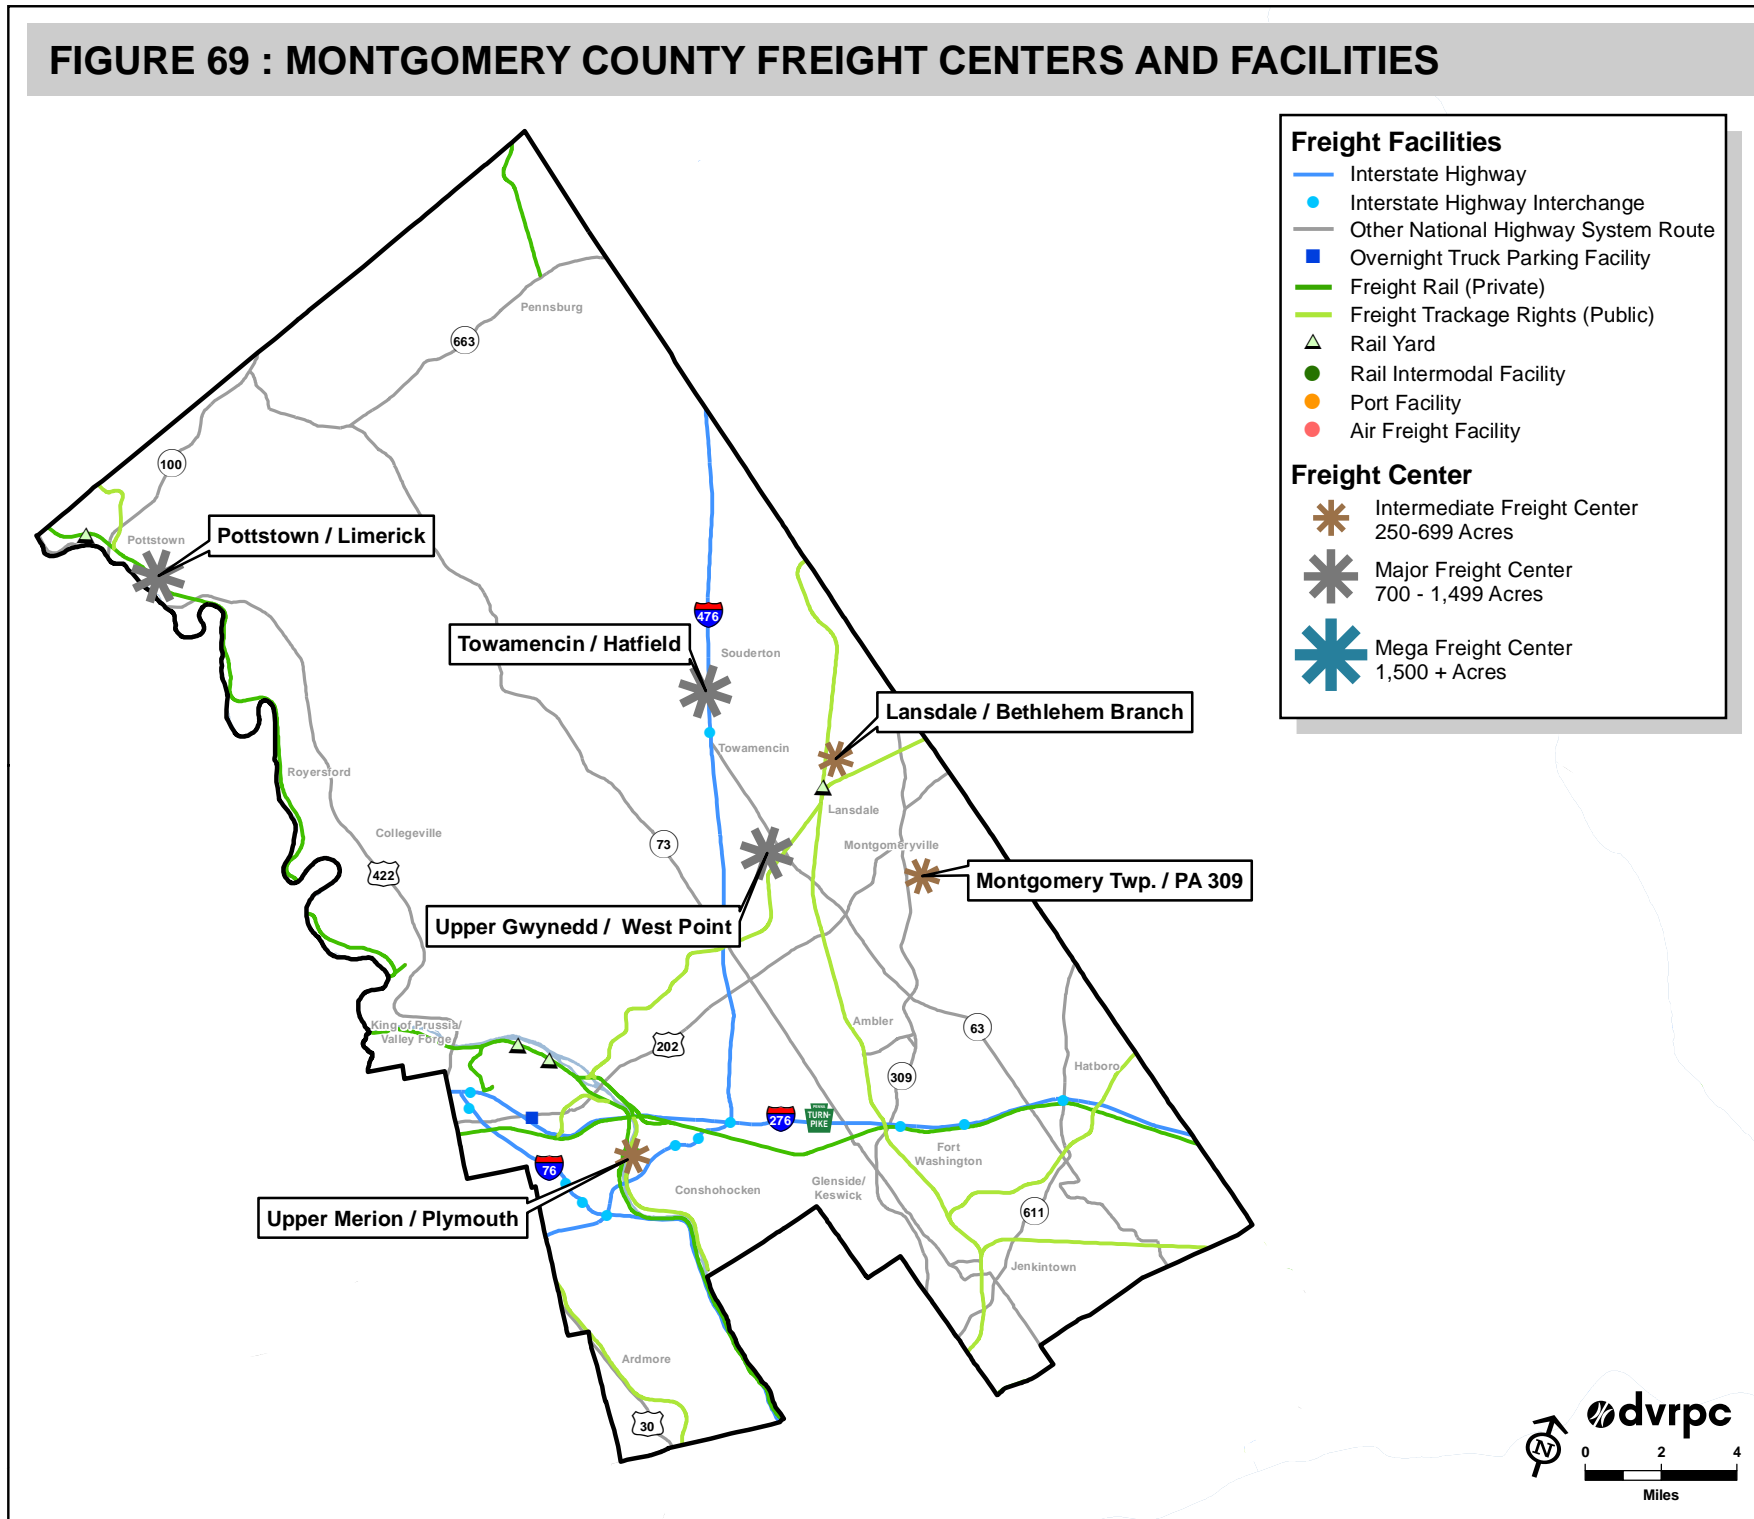 FIGURE 69 : MONTGOMERY COUNTY FREIGHT CENTERS AND FACILITIES
Freight Facilities
Interstate Highway
Interstate Highway Interchange
Other National Highway System Route
Overnight Truck Parking Facility
Freight Rail (Private)
Freight Trackage Rights (Public)
Rail Yard
Rail Intermodal Facility
Port Facility
Air Freight Facility
Freight Center
Intermediate Freight Center
250-699 Acres
Major Freight Center
700 - 1,499 Acres
Mega Freight Center
1,500 + Acres
Pennsburg
663
100
Pottstown
Pottstown / Limerick
476
Towamencin / Hatfield
Souderton
Lansdale / Bethlehem Branch
Towamencin
Royersford
Lansdale
Collegeville
73
Montgomeryville
422
Montgomery Twp. / PA 309
Upper Gwynedd / West Point
King of Prussia/
Valley Forge
Ambler
63
202
309
Hatboro
276
PENNA
TURN-
PIKE
76
Fort
Washington
Conshohocken
Glenside/
Keswick
Upper Merion / Plymouth
611
Jenkintown
Ardmore
30
dvrpc
N
0 2 4
Miles